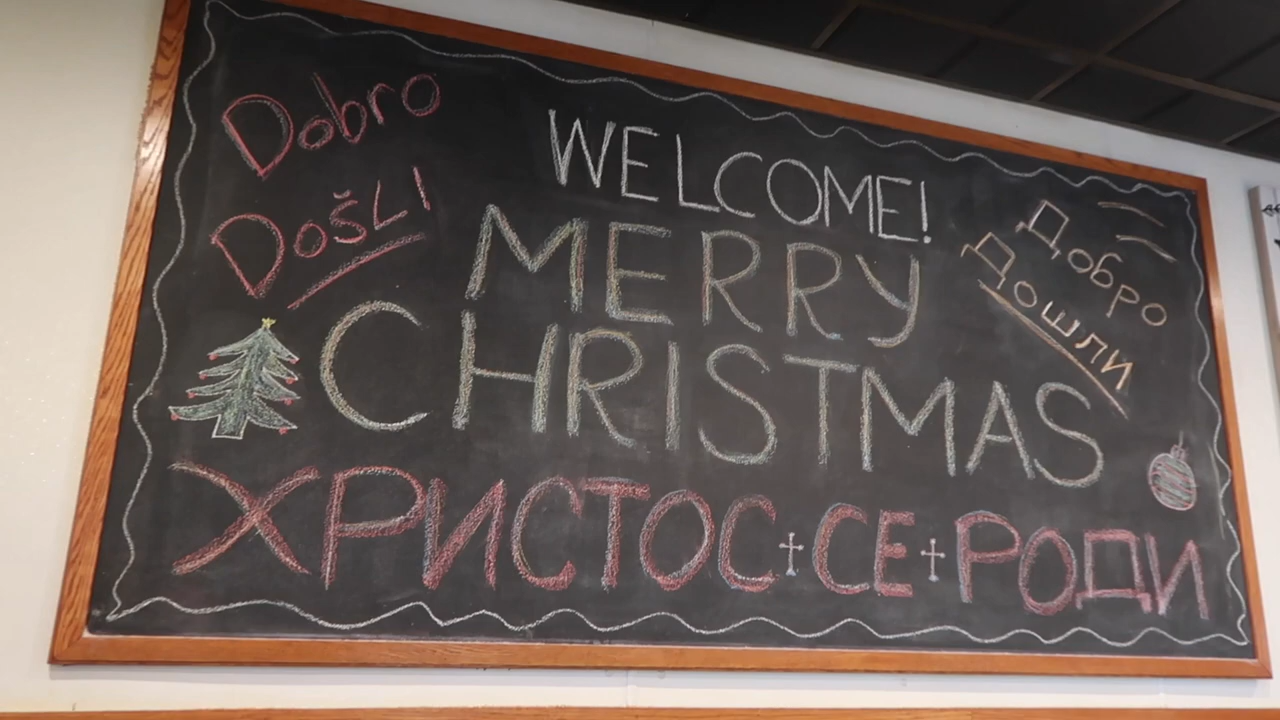 Dobro
Došli
WELCOME!
MERRY
CHRISTMAS
Добро
Дошли
ХРИСТОС СЕ РОДИ